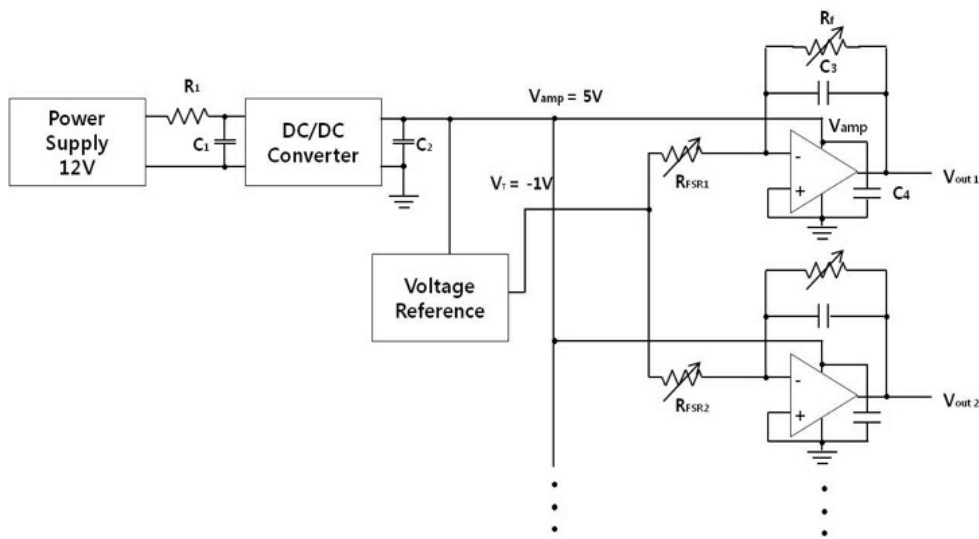 Power
Supply
12V
R1
C1
DC/DC
Converter
C2
Vamp = 5V
VT = -1V
Voltage
Reference
RFSR1
Rf
C3
Vamp
-
+
C4
Vout 1
RFSR2
-
+
Vout 2